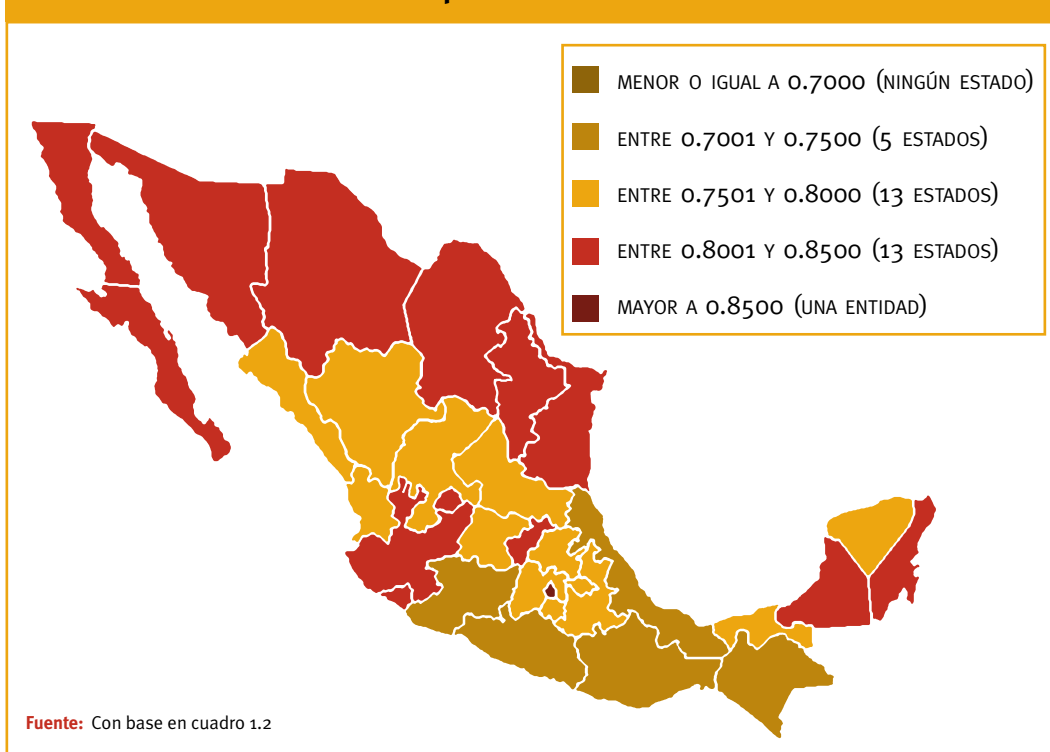 MENOR O IGUAL A 0.7000 (NINGÚN ESTADO)
ENTRE 0.7001 Y 0.7500 (5 ESTADOS)
ENTRE 0.7501 Y 0.8000 (13 ESTADOS)
ENTRE 0.8001 Y 0.8500 (13 ESTADOS)
MAYOR A 0.8500 (UNA ENTIDAD)
Fuente: Con base en cuadro 1.2